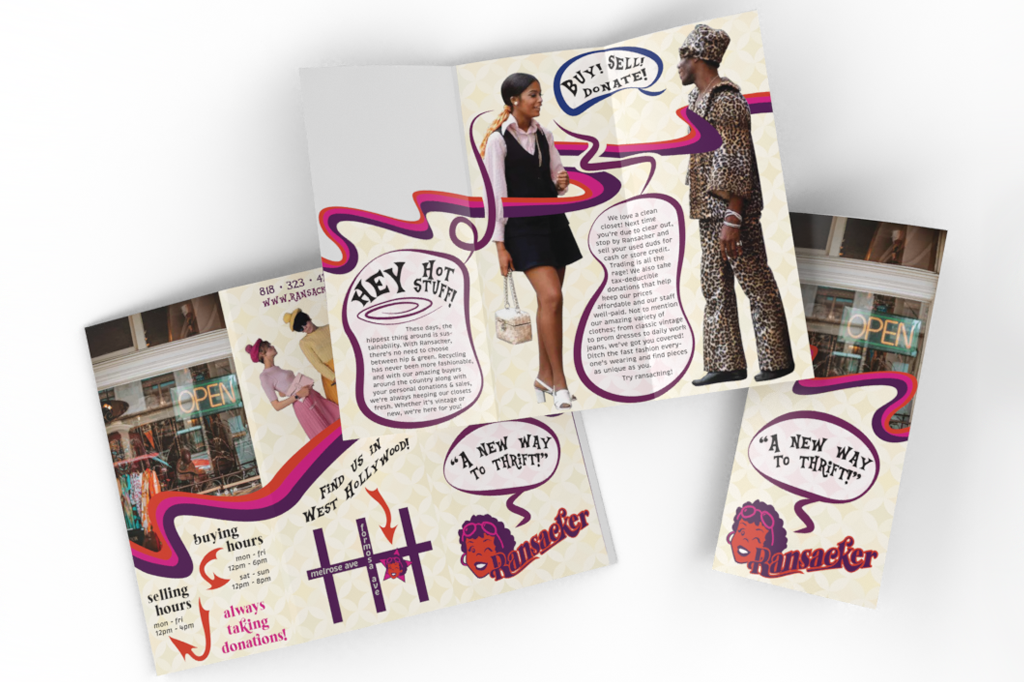 BUY! SELL!
DONATE!
HEY HOT
STUFF!
These days, the
hippest thing around is sus-
tainability. With Ransacker,
there's no need to choose
between hip & green. Recycling
has never been more fashionable,
and with our amazing buyers
around the country along with
your personal donations & sales,
we're always keeping our closets
fresh. Whether it's vintage or
new, we're here for you!
We love a clean
closet! Next time
you're due to clear out,
stop by Ransacker and
sell your used duds for
cash or store credit.
Trading is all the
rage! We also take
tax-deductible
donations that help
keep our prices
affordable and our staff
well-paid. Not to mention
our amazing variety of
clothes; from classic vintage
to prom dresses to daily work
jeans, we've got you covered!
Ditch the fast fashion every-
one's wearing and find pieces
as unique as you.
Try ransacking!
818 • 323 • 4
WWW.RANSACK
OPEN
buying
hours
mon - fri
12pm - 6pm
sat - sun
12pm - 8pm
selling
hours
mon - fri
12pm - 4pm
always
taking
donations!
FIND US IN
WEST HOLLYWOOD!
formosa ave
melrose ave
"A NEW WAY
TO THRIFT!"
Ransacker
OPEN
"A NEW WAY
TO THRIFT!"
Ransacker